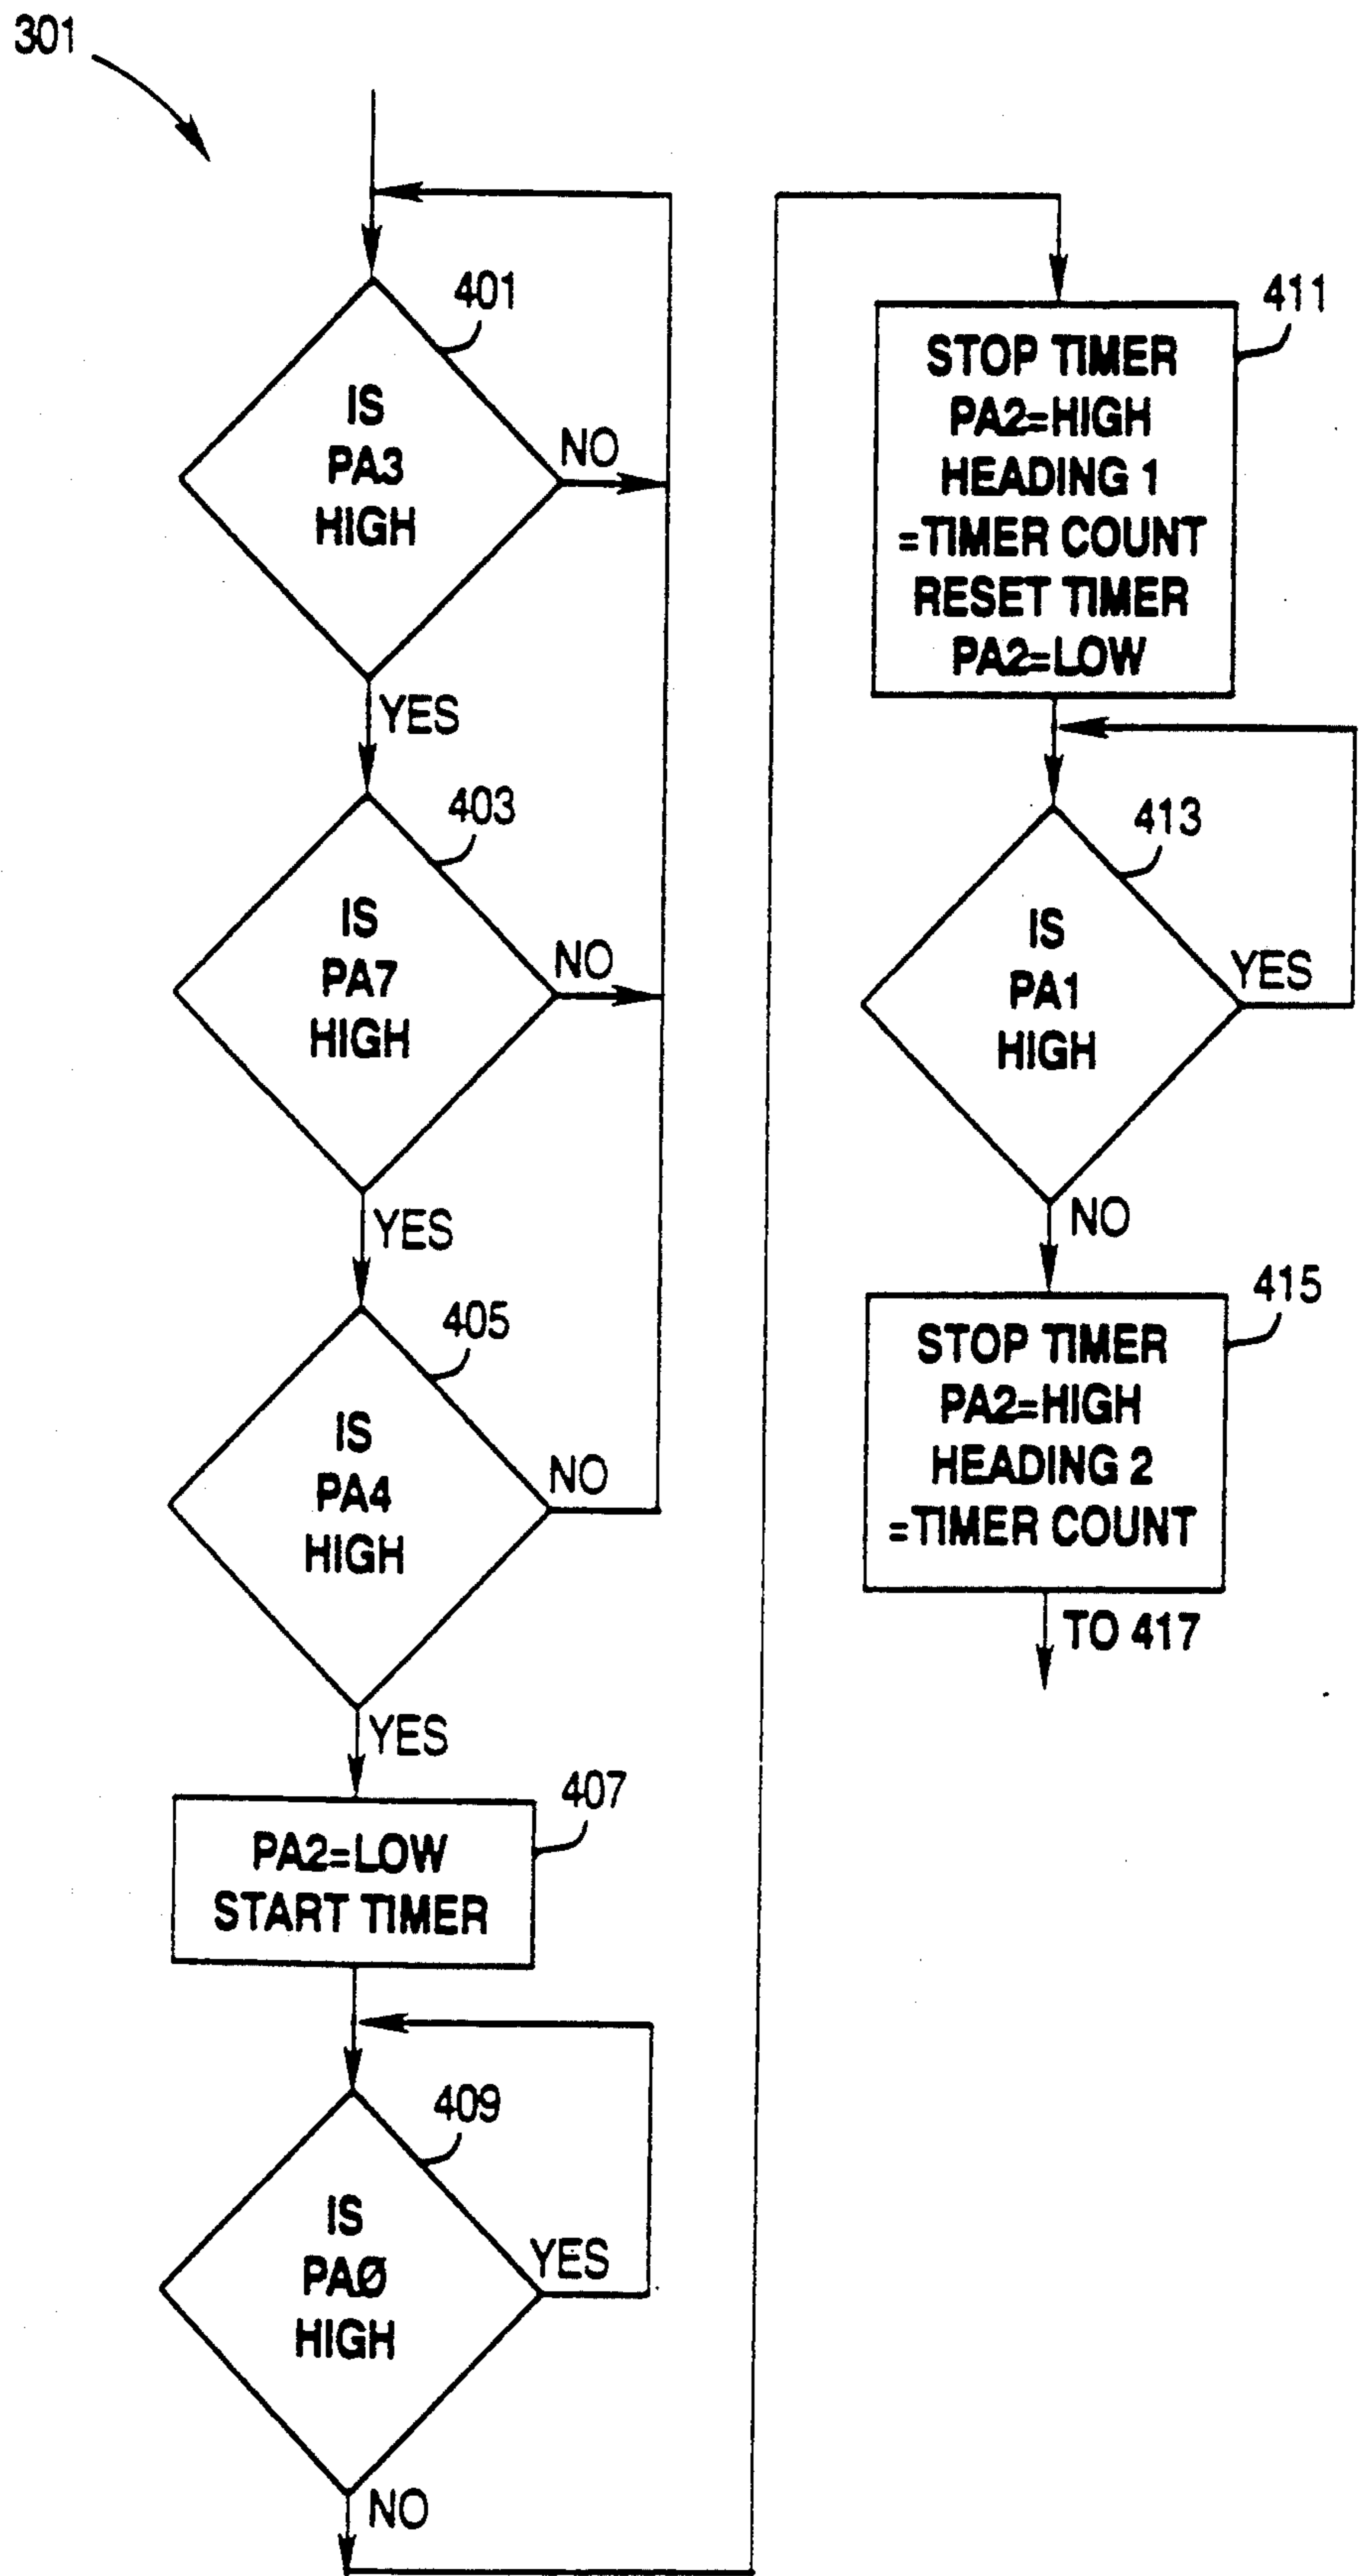 301
401
IS
PA3
HIGH
NO
YES
403
IS
PA7
HIGH
NO
YES
405
IS
PA4
HIGH
NO
YES
407
PA2=LOW
START TIMER
409
IS
PAØ
HIGH
YES
NO
411
STOP TIMER
PA2=HIGH
HEADING 1
=TIMER COUNT
RESET TIMER
PA2=LOW
413
IS
PA1
HIGH
YES
NO
415
STOP TIMER
PA2=HIGH
HEADING 2
=TIMER COUNT
TO 417